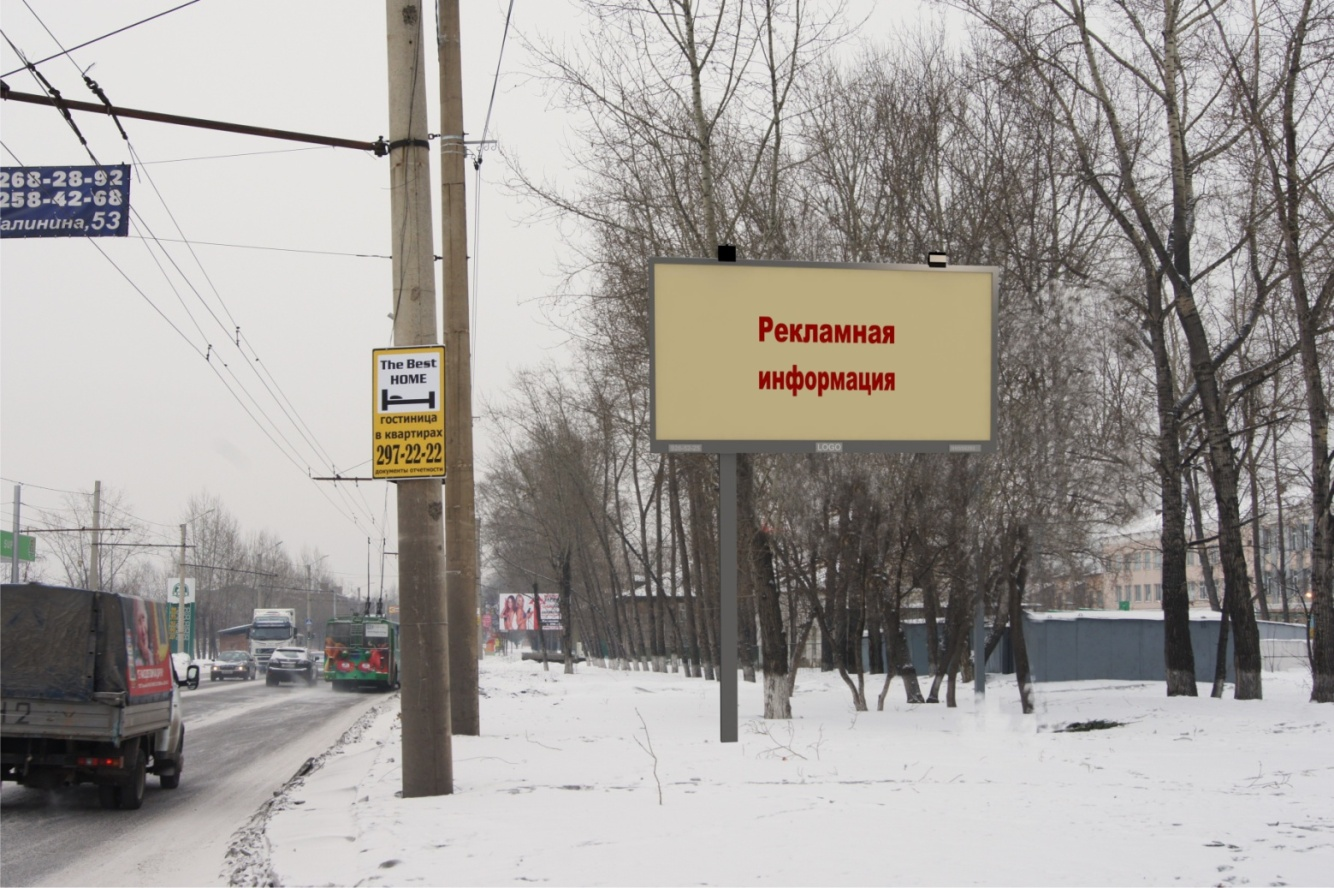 268-28-92
258-42-68
алинина,53
The Best
HOME
гостиница
в квартирах
297-22-22
документы отчетности
Рекламная
информация
LOGO